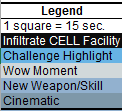 Legend
1 square = 15 sec.
Infiltrate CELL Facility
Challenge Highlight
Wow Moment
New Weapon/Skill
Cinematic